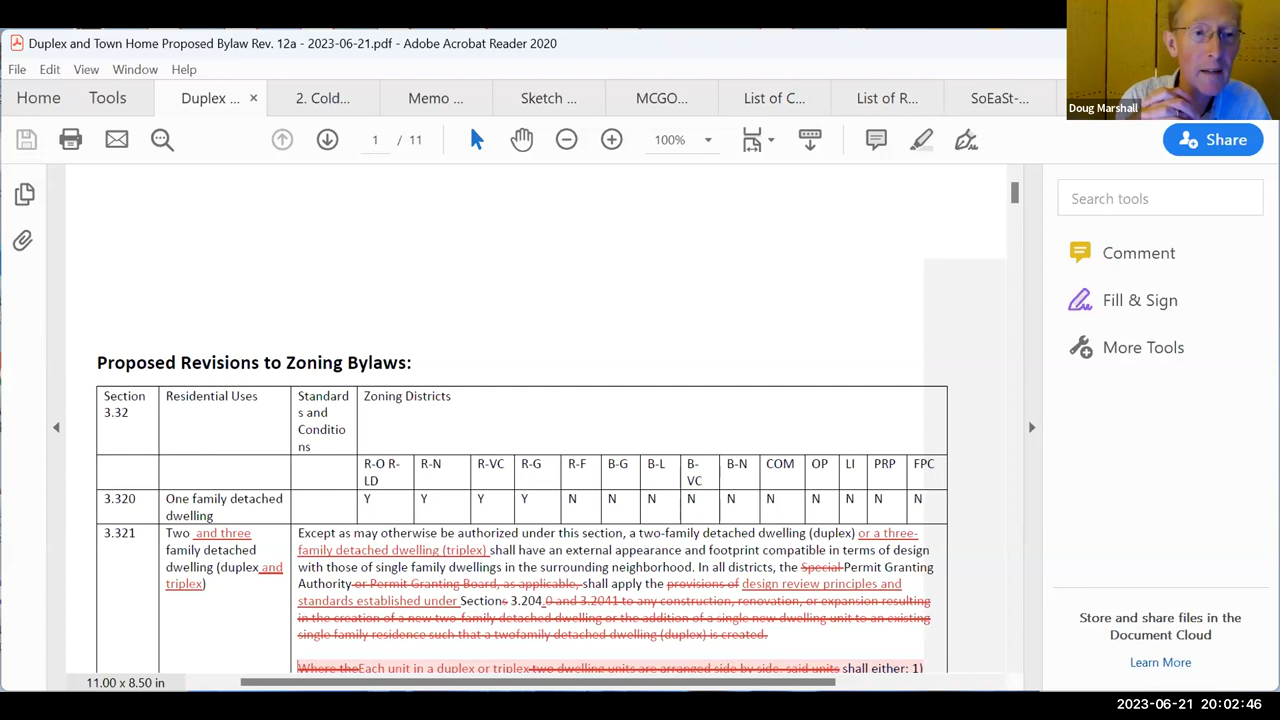 Duplex and Town Home Proposed Bylaw Rev. 12a - 2023-06-21.pdf - Adobe Acrobat Reader 2020
File Edit View Window Help
Home Tools Duplex ... × 2. Cold... Memo ... Sketch ... MCGO... List of C... List of R... SoEaSt-...
Doug Marshall
1 / 11 100% Share
Search tools
Comment
Fill & Sign
More Tools
Store and share files in the
Document Cloud
Learn More
Proposed Revisions to Zoning Bylaws:
Section
3.32
Residential Uses
Standard
s and
Conditio
ns
Zoning Districts
R-O R-
LD
R-N R-VC R-G R-F B-G B-L B-
VC
B-N COM OP LI PRP FPC
3.320 One family detached
dwelling
Y Y Y Y N N N N N N N N N N
3.321 Two and three
family detached
dwelling (duplex and
triplex)
Except as may otherwise be authorized under this section, a two-family detached dwelling (duplex) or a three-
family detached dwelling (triplex) shall have an external appearance and footprint compatible in terms of design
with those of single family dwellings in the surrounding neighborhood. In all districts, the Special Permit Granting
Authority or Permit Granting Board, as applicable, shall apply the provisions of design review principles and
standards established under Sections 3.204 0 and 3.2041 to any construction, renovation, or expansion resulting
in the creation of a new two-family detached dwelling or the addition of a single new dwelling unit to an existing
single family residence such that a twofamily detached dwelling (duplex) is created.
Where the Each unit in a duplex or triplex two dwelling units are arranged side by side, said units shall either: 1)
11.00 x 8.50 in
2023-06-21 20:02:46